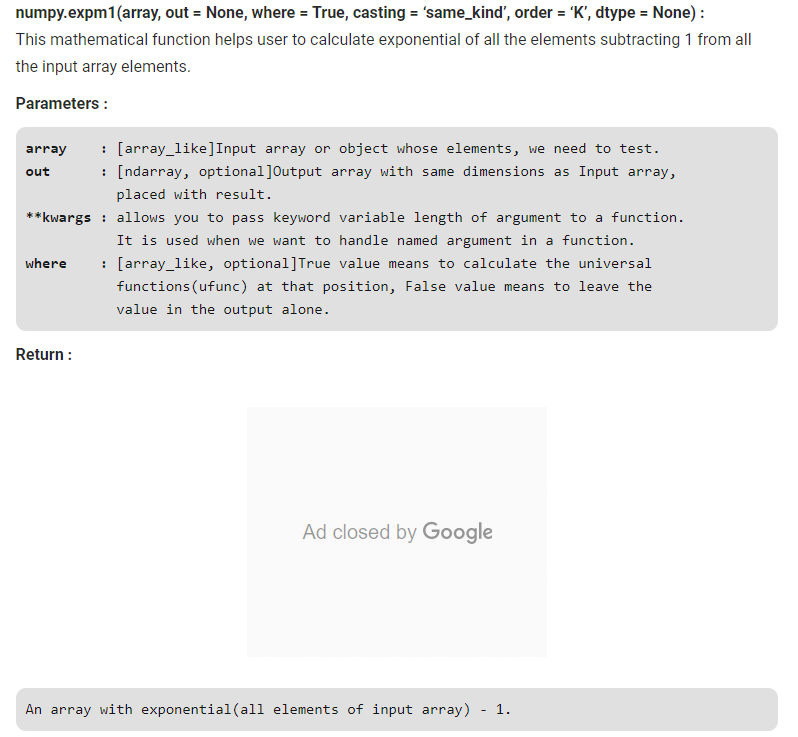 numpy.expm1(array, out = None, where = True, casting = ‘same_kind’, order = ‘K’, dtype = None) :
This mathematical function helps user to calculate exponential of all the elements subtracting 1 from all
the input array elements.
Parameters :
array : [array_like]Input array or object whose elements, we need to test.
out : [ndarray, optional]Output array with same dimensions as Input array,
placed with result.
**kwargs : allows you to pass keyword variable length of argument to a function.
It is used when we want to handle named argument in a function.
where : [array_like, optional]True value means to calculate the universal
functions(ufunc) at that position, False value means to leave the
value in the output alone.
Return :
Ad closed by Google
An array with exponential(all elements of input array) - 1.